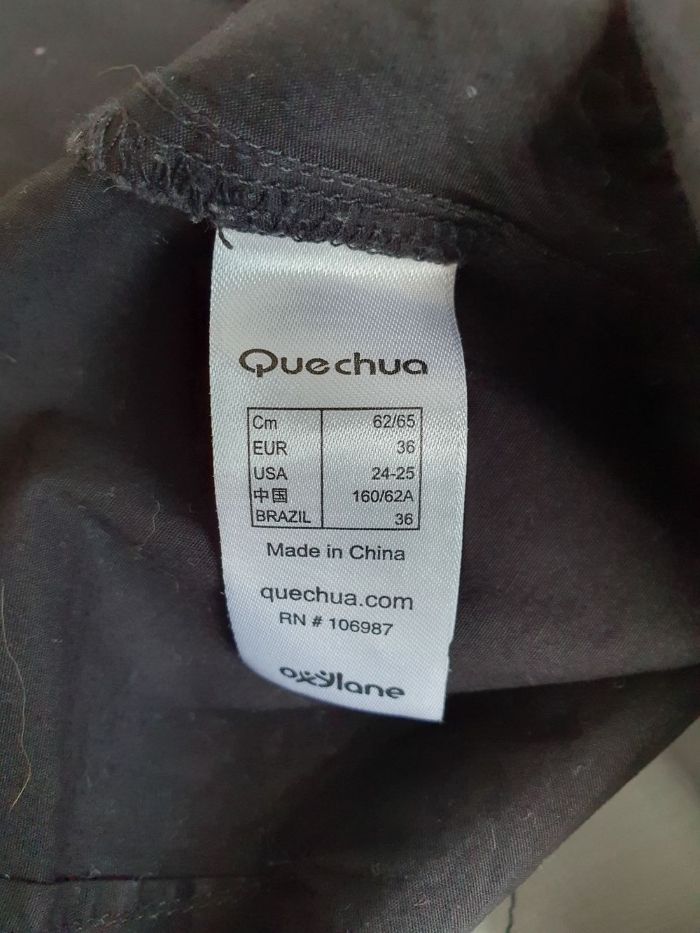 Quechua
Cm 62/65
EUR 36
USA 24-25
中国 160/62A
BRAZIL 36
Made in China
quechua.com
RN # 106987
oxylane